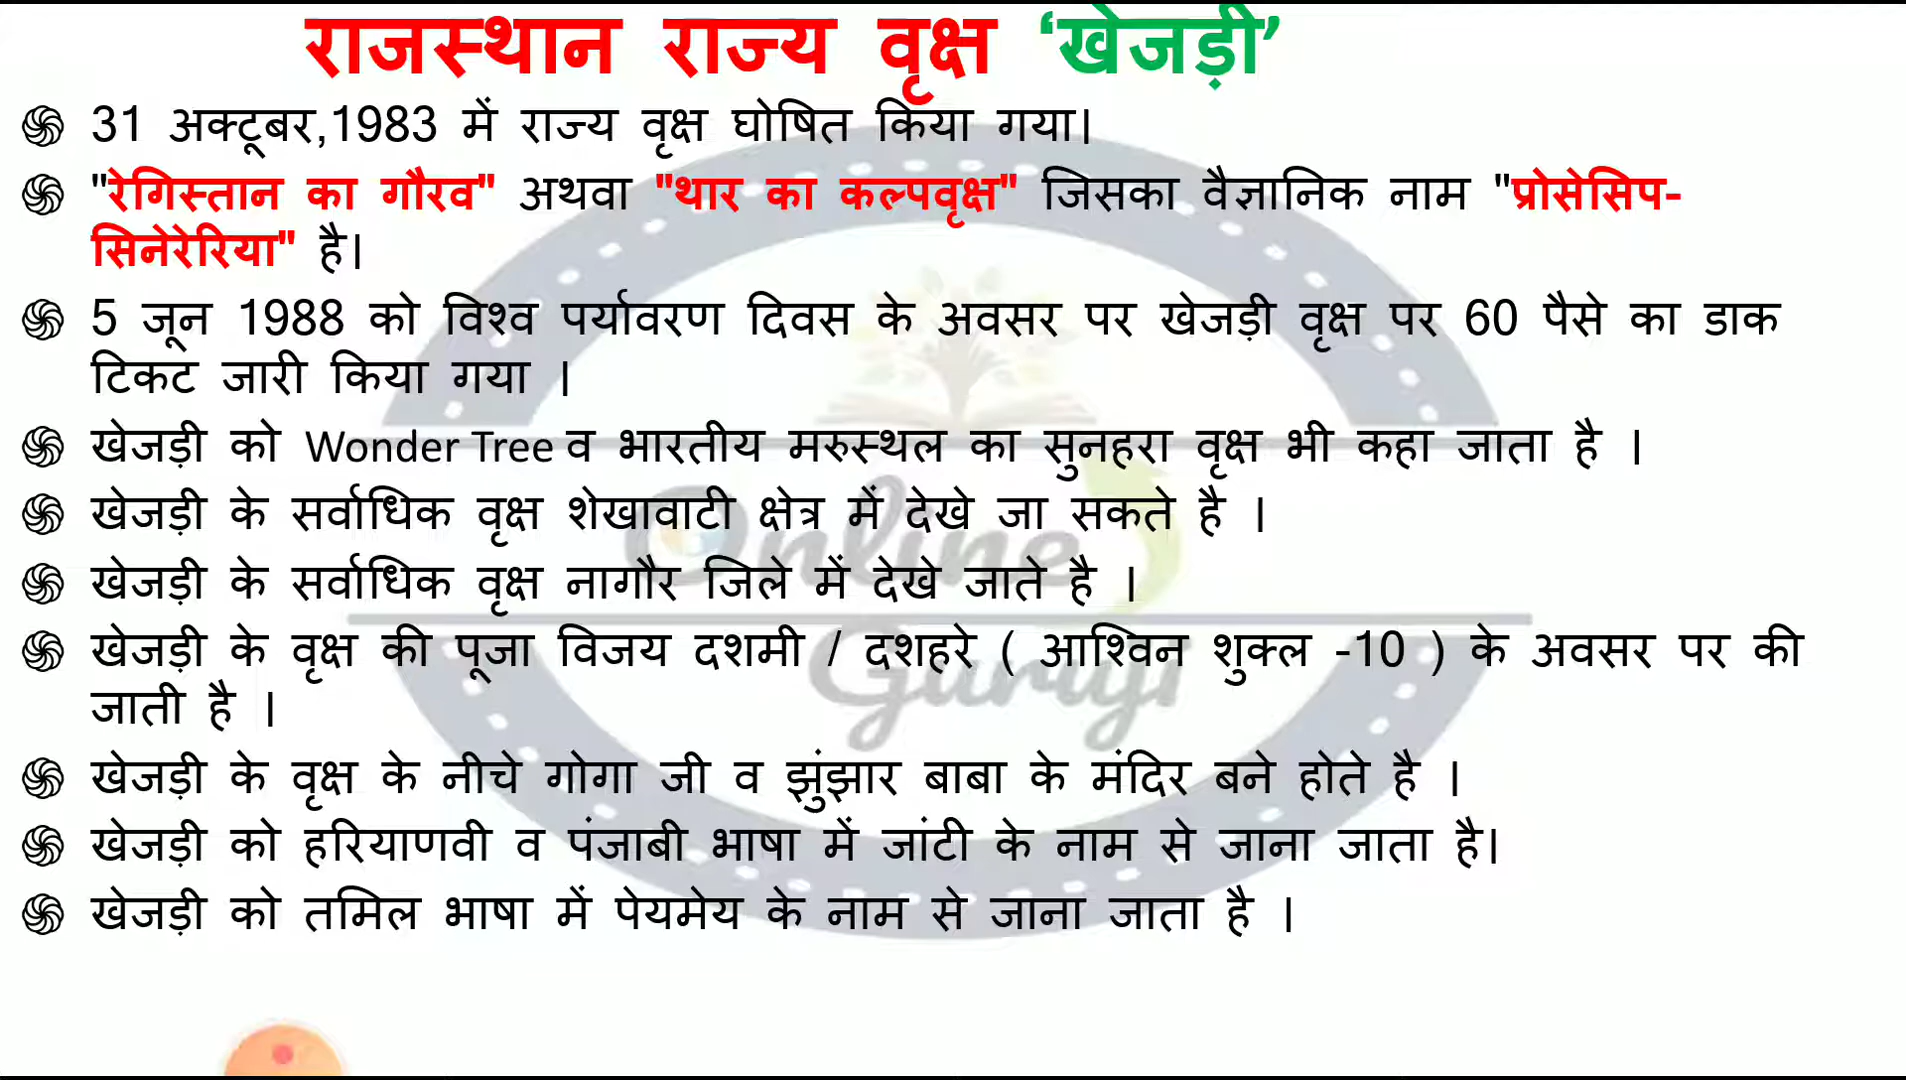 राजस्थान राज्य वृक्ष ‘खेजड़ी’
֍ 31 अक्टूबर,1983 में राज्य वृक्ष घोषित किया गया।
֍ "रेगिस्तान का गौरव" अथवा "थार का कल्पवृक्ष" जिसका वैज्ञानिक नाम "प्रोसेसिप-
सिनेरेरिया" है।
֍ 5 जून 1988 को विश्व पर्यावरण दिवस के अवसर पर खेजड़ी वृक्ष पर 60 पैसे का डाक
टिकट जारी किया गया ।
֍ खेजड़ी को Wonder Tree व भारतीय मरुस्थल का सुनहरा वृक्ष भी कहा जाता है ।
֍ खेजड़ी के सर्वाधिक वृक्ष शेखावाटी क्षेत्र में देखे जा सकते है ।
֍ खेजड़ी के सर्वाधिक वृक्ष नागौर जिले में देखे जाते है ।
֍ खेजड़ी के वृक्ष की पूजा विजय दशमी / दशहरे ( आश्विन शुक्ल -10 ) के अवसर पर की
जाती है ।
֍ खेजड़ी के वृक्ष के नीचे गोगा जी व झुंझार बाबा के मंदिर बने होते है ।
֍ खेजड़ी को हरियाणवी व पंजाबी भाषा में जांटी के नाम से जाना जाता है।
֍ खेजड़ी को तमिल भाषा में पेयमेय के नाम से जाना जाता है ।
Online
Guruji